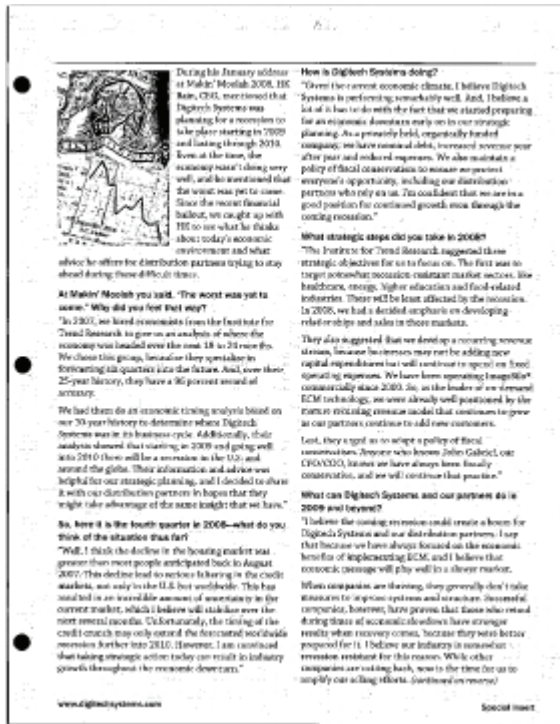 During his January address
at Makin' Moolah 2008, HK
Bain, CEO, mentioned that
Digitech Systems was
planning for a recession to
take place starting in 2009
and lasting through 2010.
Even at the time, the
economy wasn't doing very
well, and he mentioned that
the worst was yet to come.
Since the recent financial
bailout, we caught up with
HK to see what he thinks
about today's economic
environment and what
advice he offers for distribution partners trying to stay
ahead during these difficult times.
At Makin' Moolah you said, "The worst was yet to
come." Why did you feel that way?
"In 2007, we hired economists from the Institute for
Trend Research to give us an analysis of where the
economy was headed over the next 18 to 24 months.
We chose this group, because they specialize in
forecasting six quarters into the future. And, over their
25-year history, they have a 96 percent record of
accuracy.
We had them do an economic timing analysis based on
our 10-year history to determine where Digitech
Systems was in its business cycle. Additionally, their
analysis showed that starting in 2009 and going well
into 2010 there will be a recession in the U.S. and
around the globe. Their information and advice was
helpful for our strategic planning, and I decided to share
it with our distribution partners in hopes that they
might take advantage of the same insight that we have."
So, here it is the fourth quarter in 2008—what do you
think of the situation thus far?
"Well, I think the decline in the housing market was
greater than most people anticipated back in August
2007. This decline lead to serious faltering in the credit
markets, not only in the U.S. but worldwide. This has
resulted in an incredible amount of uncertainty in the
current market, which I believe will stabilize over the
next several months. Unfortunately, the timing of the
credit crunch may only extend the forecasted worldwide
recession further into 2010. However, I am convinced
that taking strategic action today can result in industry
growth throughout the economic downturn."
How is Digitech Systems doing?
"Given the current economic climate, I believe Digitech
Systems is performing remarkably well. And, I believe a
lot of it has to do with the fact that we started preparing
for an economic downturn early on in our strategic
planning. As a privately held, organically funded
company, we have nominal debt, increased revenue year
after year and reduced expenses. We also maintain a
policy of fiscal conservatism to ensure we protect
everyone's opportunity, including our distribution
partners who rely on us. I'm confident that we are in a
good position for continued growth even through the
coming recession."
What strategic steps did you take in 2008?
"The Institute for Trend Research suggested three
strategic objectives for us to focus on. The first was to
target somewhat recession-resistant market sectors, like
healthcare, energy, higher education and food-related
industries. These will be least affected by the recession.
In 2008, we had a decided emphasis on developing
relationships and sales in those markets.
They also suggested that we develop a recurring revenue
stream, because businesses may not be adding new
capital expenditures but will continue to spend on fixed
operating expenses. We have been operating ImageSilo®
commercially since 2000. So, as the leader of on-demand
ECM technology, we were already well positioned by the
mature recurring revenue model that continues to grow
as our partners continue to add new customers.
Last, they urged us to adopt a policy of fiscal
conservatism. Anyone who knows John Gabriel, our
CFO/COO, knows we have always been fiscally
conservative, and we will continue that practice."
What can Digitech Systems and our partners do in
2009 and beyond?
"I believe the coming recession could create a boom for
Digitech Systems and our distribution partners. I say
that because we have always focused on the economic
benefits of implementing ECM, and I believe that
economic message will play well in a slower market.
When companies are thriving, they generally don't take
measures to improve systems and structure. Successful
companies, however, have proven that those who retool
during times of economic slowdown have stronger
results when recovery comes, because they were better
prepared for it. I believe our industry is somewhat
recession resistant for this reason. While other
companies are cutting back, now is the time for us to
amplify our selling efforts. (continued on reverse)
www.digitechsystems.com
Special Insert